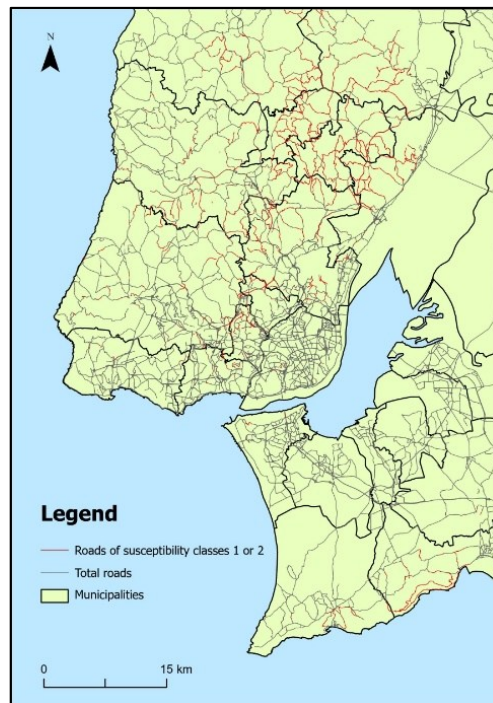 N
Legend
Roads of susceptibility classes 1 or 2
Total roads
Municipalities
0 15 km